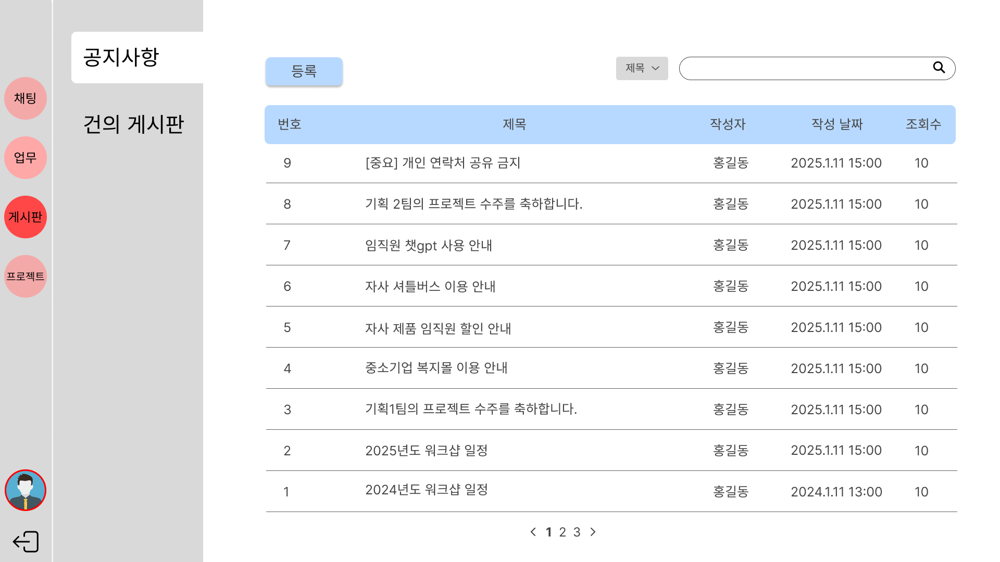 채팅
업무
게시판
프로젝트
공지사항
건의 게시판
등록
제목
번호 제목 작성자 작성 날짜 조회수
9 [중요] 개인 연락처 공유 금지 홍길동 2025.1.11 15:00 10
8 기획 2팀의 프로젝트 수주를 축하합니다. 홍길동 2025.1.11 15:00 10
7 임직원 챗gpt 사용 안내 홍길동 2025.1.11 15:00 10
6 자사 셔틀버스 이용 안내 홍길동 2025.1.11 15:00 10
5 자사 제품 임직원 할인 안내 홍길동 2025.1.11 15:00 10
4 중소기업 복지몰 이용 안내 홍길동 2025.1.11 15:00 10
3 기획1팀의 프로젝트 수주를 축하합니다. 홍길동 2025.1.11 15:00 10
2 2025년도 워크샵 일정 홍길동 2025.1.11 15:00 10
1 2024년도 워크샵 일정 홍길동 2024.1.11 13:00 10
1 2 3